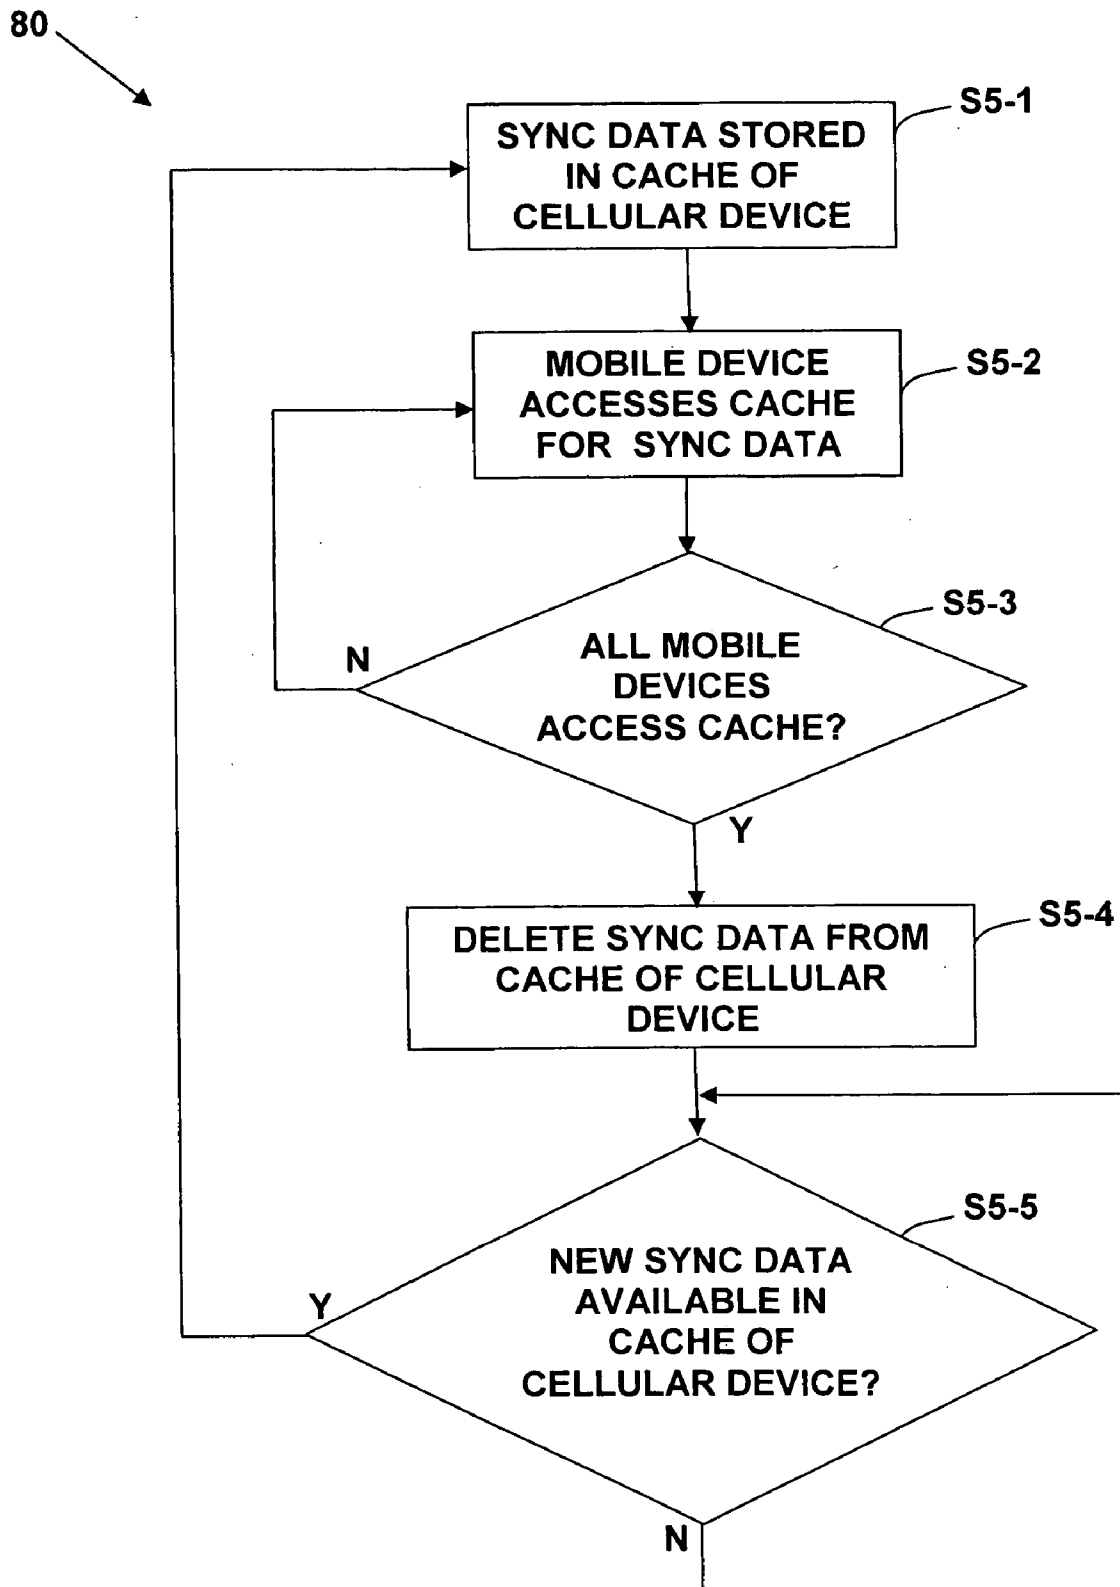 80
S5-1
SYNC DATA STORED
IN CACHE OF
CELLULAR DEVICE
S5-2
MOBILE DEVICE
ACCESSES CACHE
FOR SYNC DATA
S5-3
N
ALL MOBILE
DEVICES
ACCESS CACHE?
Y
S5-4
DELETE SYNC DATA FROM
CACHE OF CELLULAR
DEVICE
S5-5
Y
NEW SYNC DATA
AVAILABLE IN
CACHE OF
CELLULAR DEVICE?
N